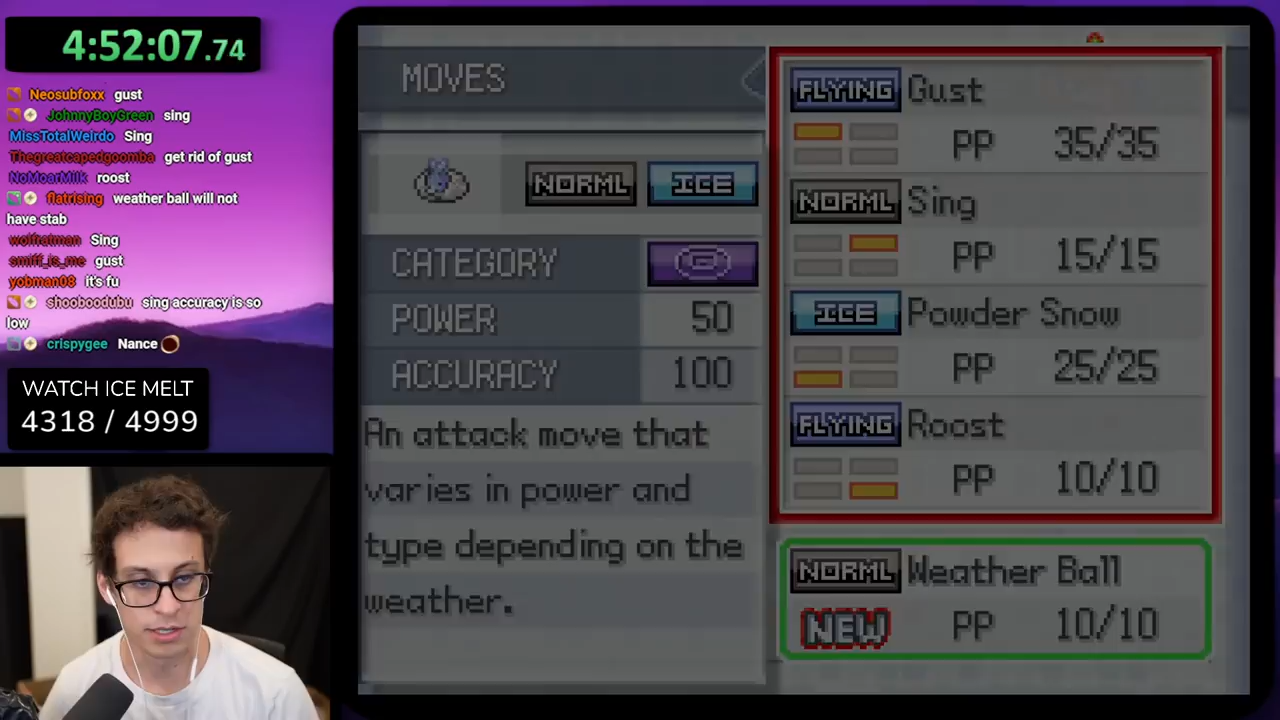 4:52:07.74
Neosubfoxx gust
JohnnyBoyGreen sing
MissTotalWeirdo Sing
Thegreatcapedgoomba get rid of gust
NoMoarMilk roost
flatrising weather ball will not
have stab
wolfratman Sing
smiff_is_me gust
yobman08 it's fu
shooboodubu sing accuracy is so
low
crispygee Nance
WATCH ICE MELT
4318 / 4999
MOVES
NORML ICE
CATEGORY
POWER 50
ACCURACY 100
An attack move that
varies in power and
type depending on the
weather.
FLYING Gust
PP 35/35
NORML Sing
PP 15/15
ICE Powder Snow
PP 25/25
FLYING Roost
PP 10/10
NORML Weather Ball
NEW PP 10/10